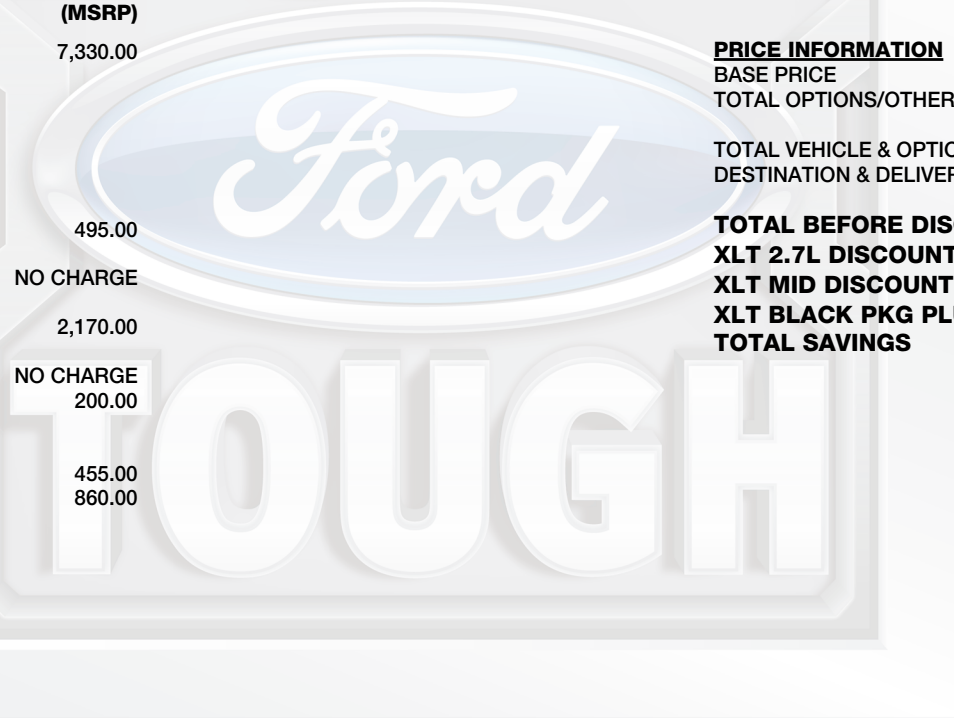 (MSRP)
7,330.00
495.00
NO CHARGE
2,170.00
NO CHARGE
200.00
455.00
860.00
Ford
TOUGH
PRICE INFORMATION
BASE PRICE
TOTAL OPTIONS/OTHER
TOTAL VEHICLE & OPTIO
DESTINATION & DELIVER
TOTAL BEFORE DIS
XLT 2.7L DISCOUNT
XLT MID DISCOUNT
XLT BLACK PKG PL
TOTAL SAVINGS